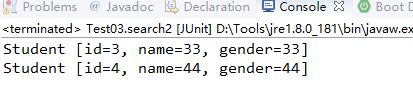 Problems @ Javadoc Declaration Console Boot D
<terminated> Test03.search2 [JUnit] D:\Tools\jre1.8.0_181\bin\javaw.ex
Student [id=3, name=33, gender=33]
Student [id=4, name=44, gender=44]